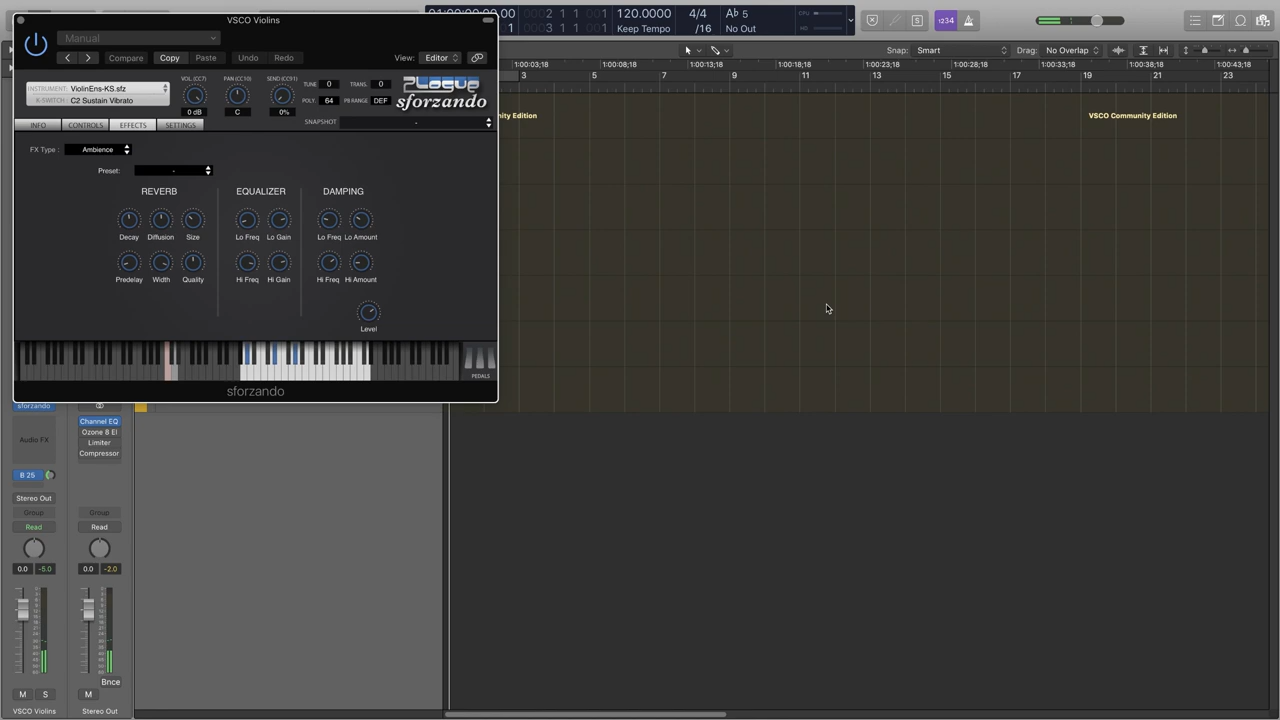 VSCO Violins
Manual
Compare
Copy
Paste
Undo
Redo
View:
Editor
INSTRUMENT: ViolinEns-KS.sfz
K-SWITCH: C2 Sustain Vibrato
VOL (CC7)
0 dB
PAN (CC10)
C
SEND (CC91)
0%
TUNE 0
TRANS. 0
POLY. 64
PB RANGE DEF
PLOGUE
sforzando
SNAPSHOT -
INFO
CONTROLS
EFFECTS
SETTINGS
FX Type : Ambience
Preset: -
REVERB
EQUALIZER
DAMPING
Decay
Diffusion
Size
Lo Freq
Lo Gain
Lo Freq
Lo Amount
Predelay
Width
Quality
Hi Freq
Hi Gain
Hi Freq
Hi Amount
Level
PEDALS
sforzando
120.0000
Keep Tempo
4/4
/16
A♭ 5
No Out
CPU
HD
1234
Snap: Smart
Drag: No Overlap
1:00:03;18
1:00:08;18
1:00:13;18
1:00:18;18
1:00:23;18
1:00:28;18
1:00:33;18
1:00:38;18
1:00:43;18
3
5
7
9
11
13
15
17
19
21
23
nity Edition
VSCO Community Edition
sforzando
Channel EQ
Ozone 8 El
Limiter
Compressor
Audio FX
B 25
Stereo Out
Group
Group
Read
Read
0.0
-5.0
0.0
-2.0
Bnce
M
S
M
VSCO Violins
Stereo Out